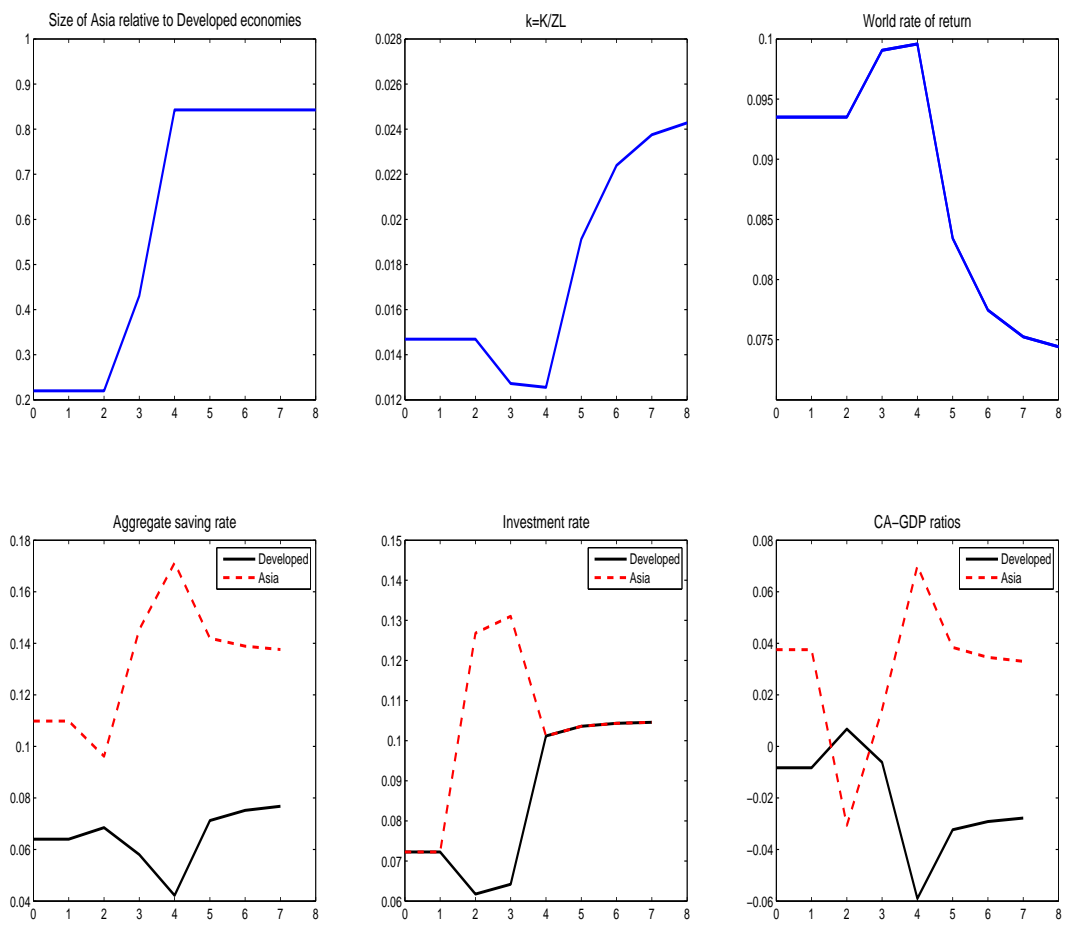 Size of Asia relative to Developed economies
k=K/ZL
World rate of return
1
0.9
0.8
0.7
0.6
0.5
0.4
0.3
0.2
0 1 2 3 4 5 6 7 8
0.028
0.026
0.024
0.022
0.02
0.018
0.016
0.014
0.012
0 1 2 3 4 5 6 7 8
0.1
0.095
0.09
0.085
0.08
0.075
0 1 2 3 4 5 6 7 8
Aggregate saving rate
Investment rate
CA−GDP ratios
0.18
0.16
0.14
0.12
0.1
0.08
0.06
0.04
0 1 2 3 4 5 6 7 8
Developed
Asia
0.15
0.14
0.13
0.12
0.11
0.1
0.09
0.08
0.07
0.06
0 1 2 3 4 5 6 7 8
Developed
Asia
0.08
0.06
0.04
0.02
0
−0.02
−0.04
−0.06
0 1 2 3 4 5 6 7 8
Developed
Asia